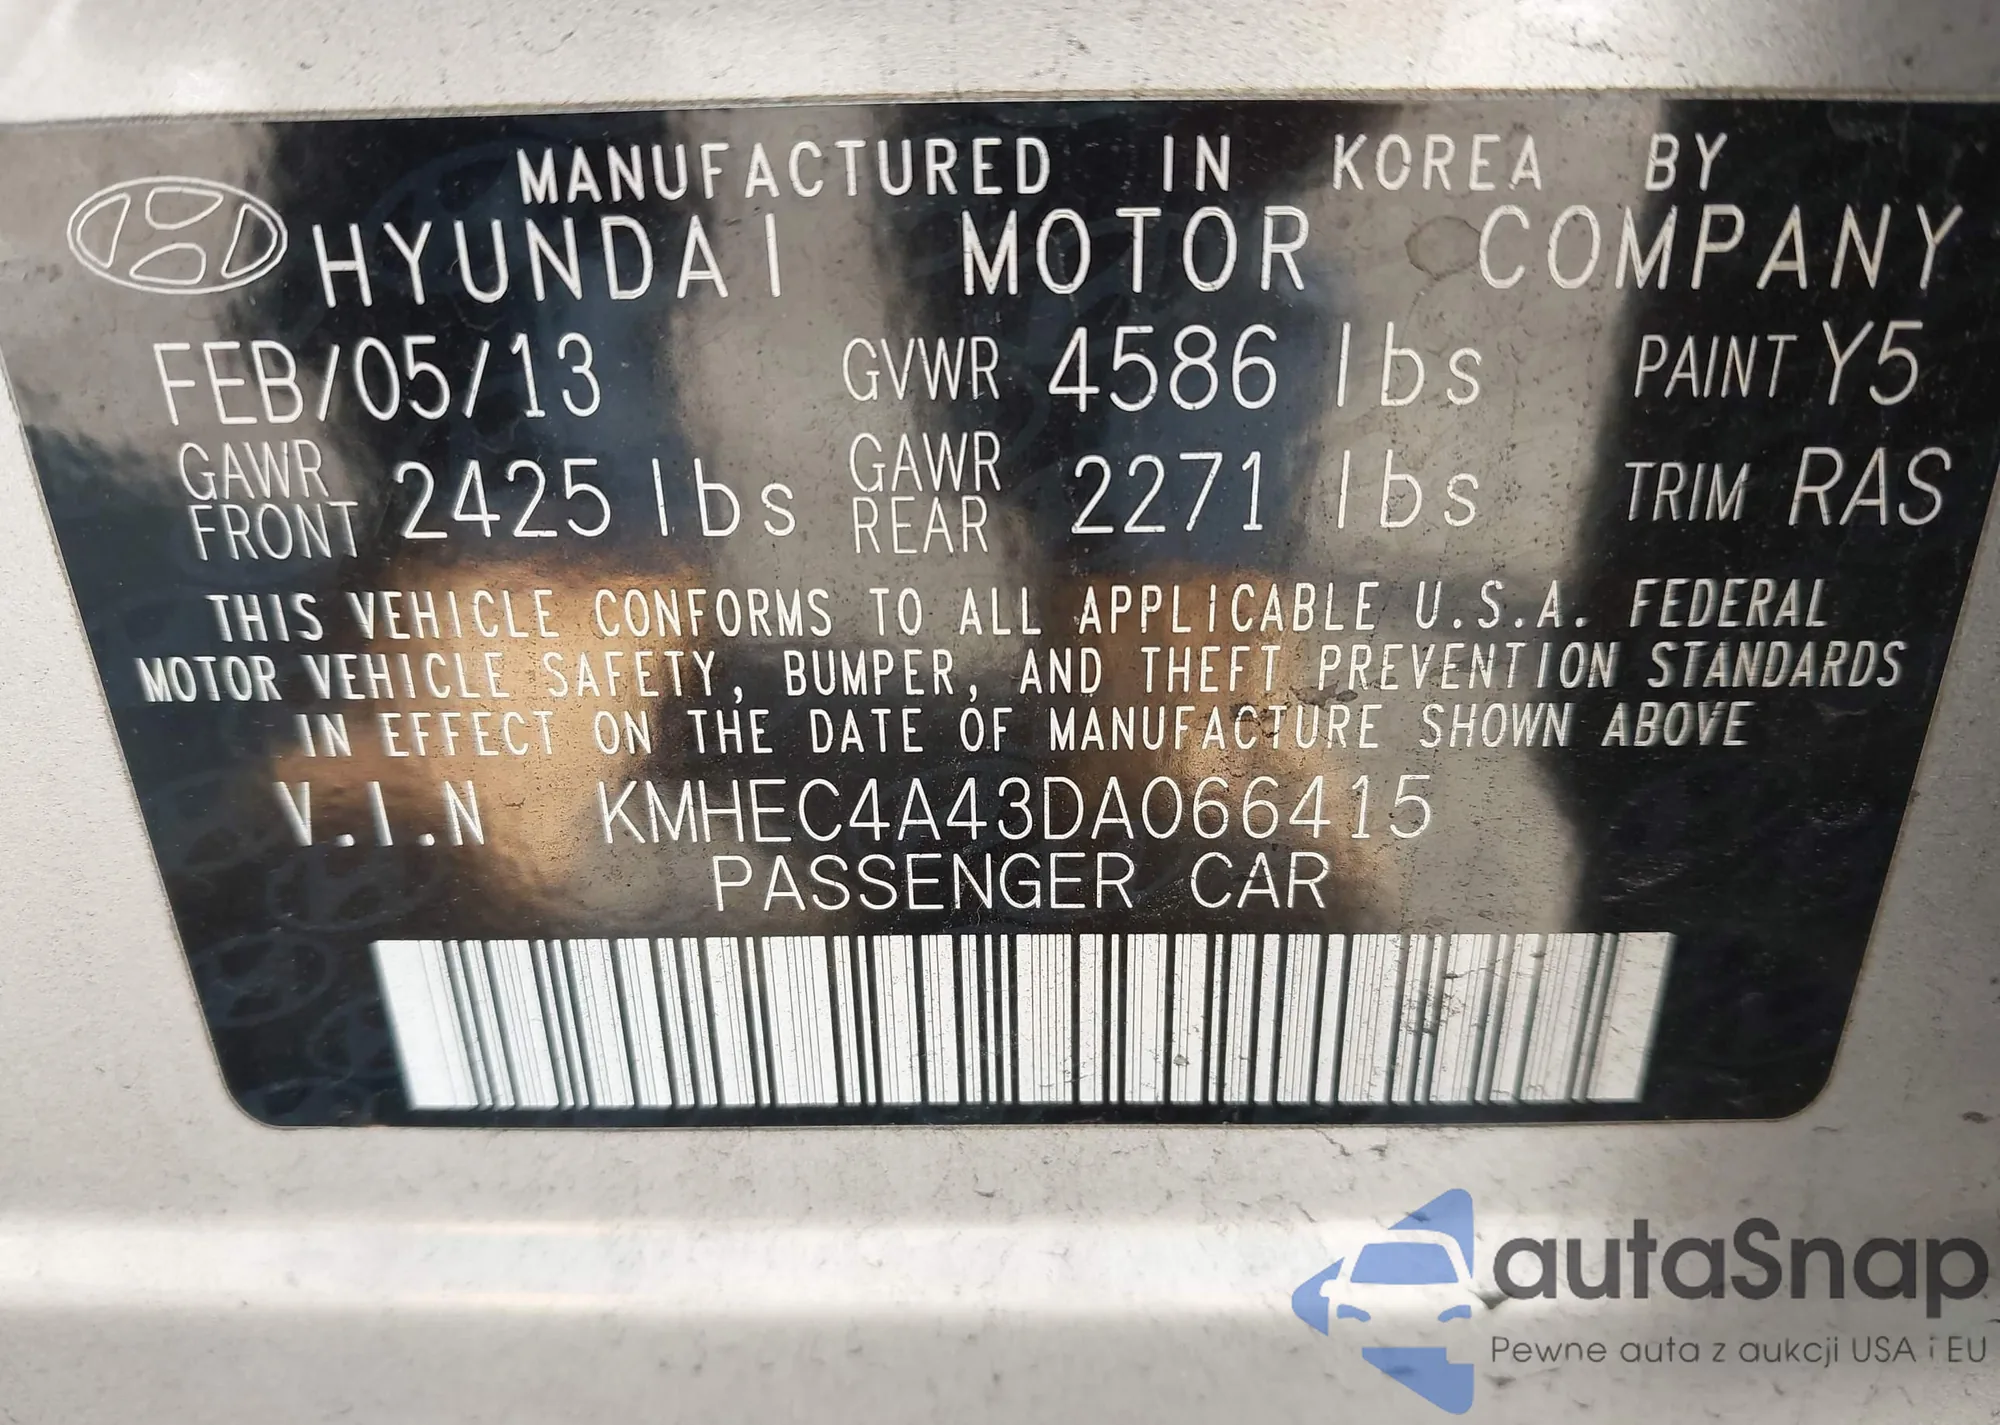 MANUFACTURED IN KOREA BY
HYUNDAI MOTOR COMPANY
FEB/05/13 GVWR 4586 lbs PAINT Y5
GAWR FRONT 2425 lbs GAWR REAR 2271 lbs TRIM RAS
THIS VEHICLE CONFORMS TO ALL APPLICABLE U.S.A. FEDERAL
MOTOR VEHICLE SAFETY, BUMPER, AND THEFT PREVENTION STANDARDS
IN EFFECT ON THE DATE OF MANUFACTURE SHOWN ABOVE
V.I.N KMHEC4A43DA066415
PASSENGER CAR
autaSnap
Pewne auta z aukcji USA i EU